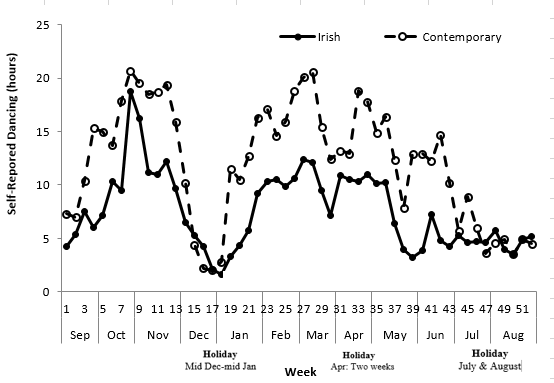 25
Irish Contemporary
20
15
10
5
0
Self-Repored Dancing (hours)
1 3 5 7 9 11 13 15 17 19 21 23 25 27 29 31 33 35 37 39 41 43 45 47 49 51
Sep Oct Nov Dec Jan Feb Mar Apr May Jun Jul Aug
Holiday Holiday Holiday
Mid Dec-mid Jan Apr: Two weeks July & August
Week